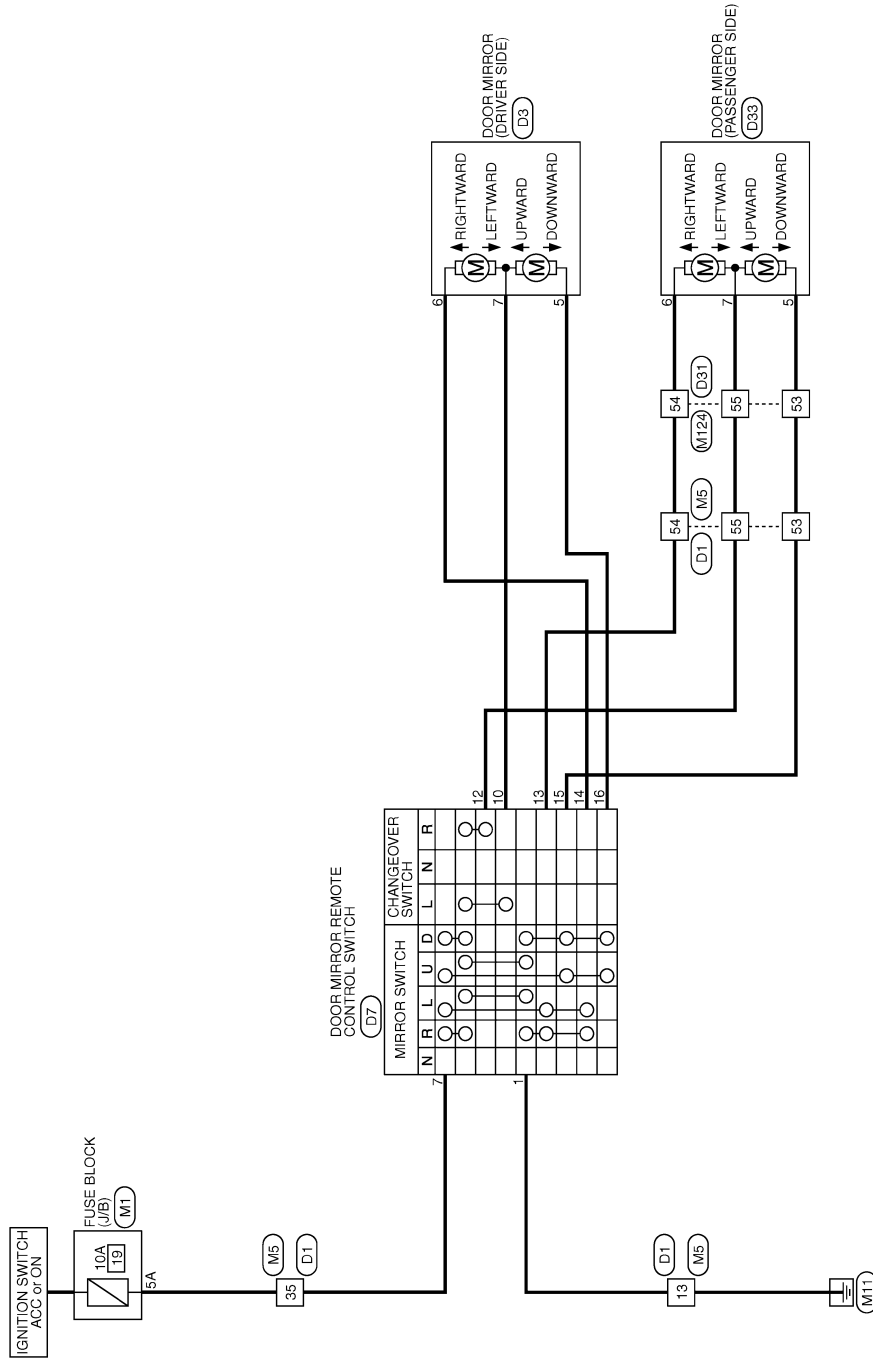 IGNITION SWITCH
ACC or ON
FUSE BLOCK
(J/B)
M1
10A
19
5A
M5
D1
35
DOOR MIRROR REMOTE
CONTROL SWITCH
D7
MIRROR SWITCH
CHANGEOVER
SWITCH
N R L U D L N R
7
1
12
10
13
15
14
16
D1
M5
13
M11
DOOR MIRROR
(DRIVER SIDE)
D3
RIGHTWARD
LEFTWARD
UPWARD
DOWNWARD
M
M
6
7
5
DOOR MIRROR
(PASSENGER SIDE)
D33
RIGHTWARD
LEFTWARD
UPWARD
DOWNWARD
M
M
6
7
5
54
55
53
D1
M5
54
55
53
M124
D31